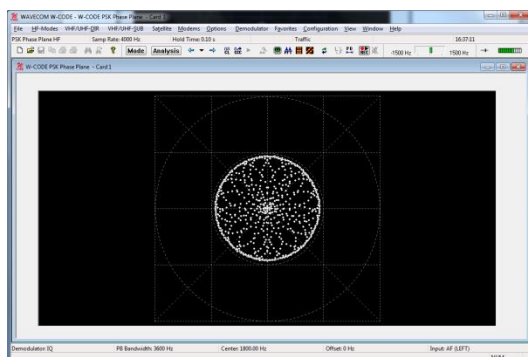 WAVECOM W-CODE - W-CODE PSK Phase Plane - Card 1
File HF-Modes VHF/UHF-DIR VHF/UHF-SUB Satellite Modems Options Demodulator Favorites Configuration View Window Help
PSK Phase Plane HF Samp Rate: 4000 Hz Hold Time: 0.10 s Traffic 16:37:11
Mode Analysis -1500 Hz 1500 Hz
W-CODE PSK Phase Plane - Card 1
Demodulator: IQ PB Bandwidth: 3600 Hz Center: 1800.00 Hz Offset: 0 Hz Input: AF (LEFT)
NUM